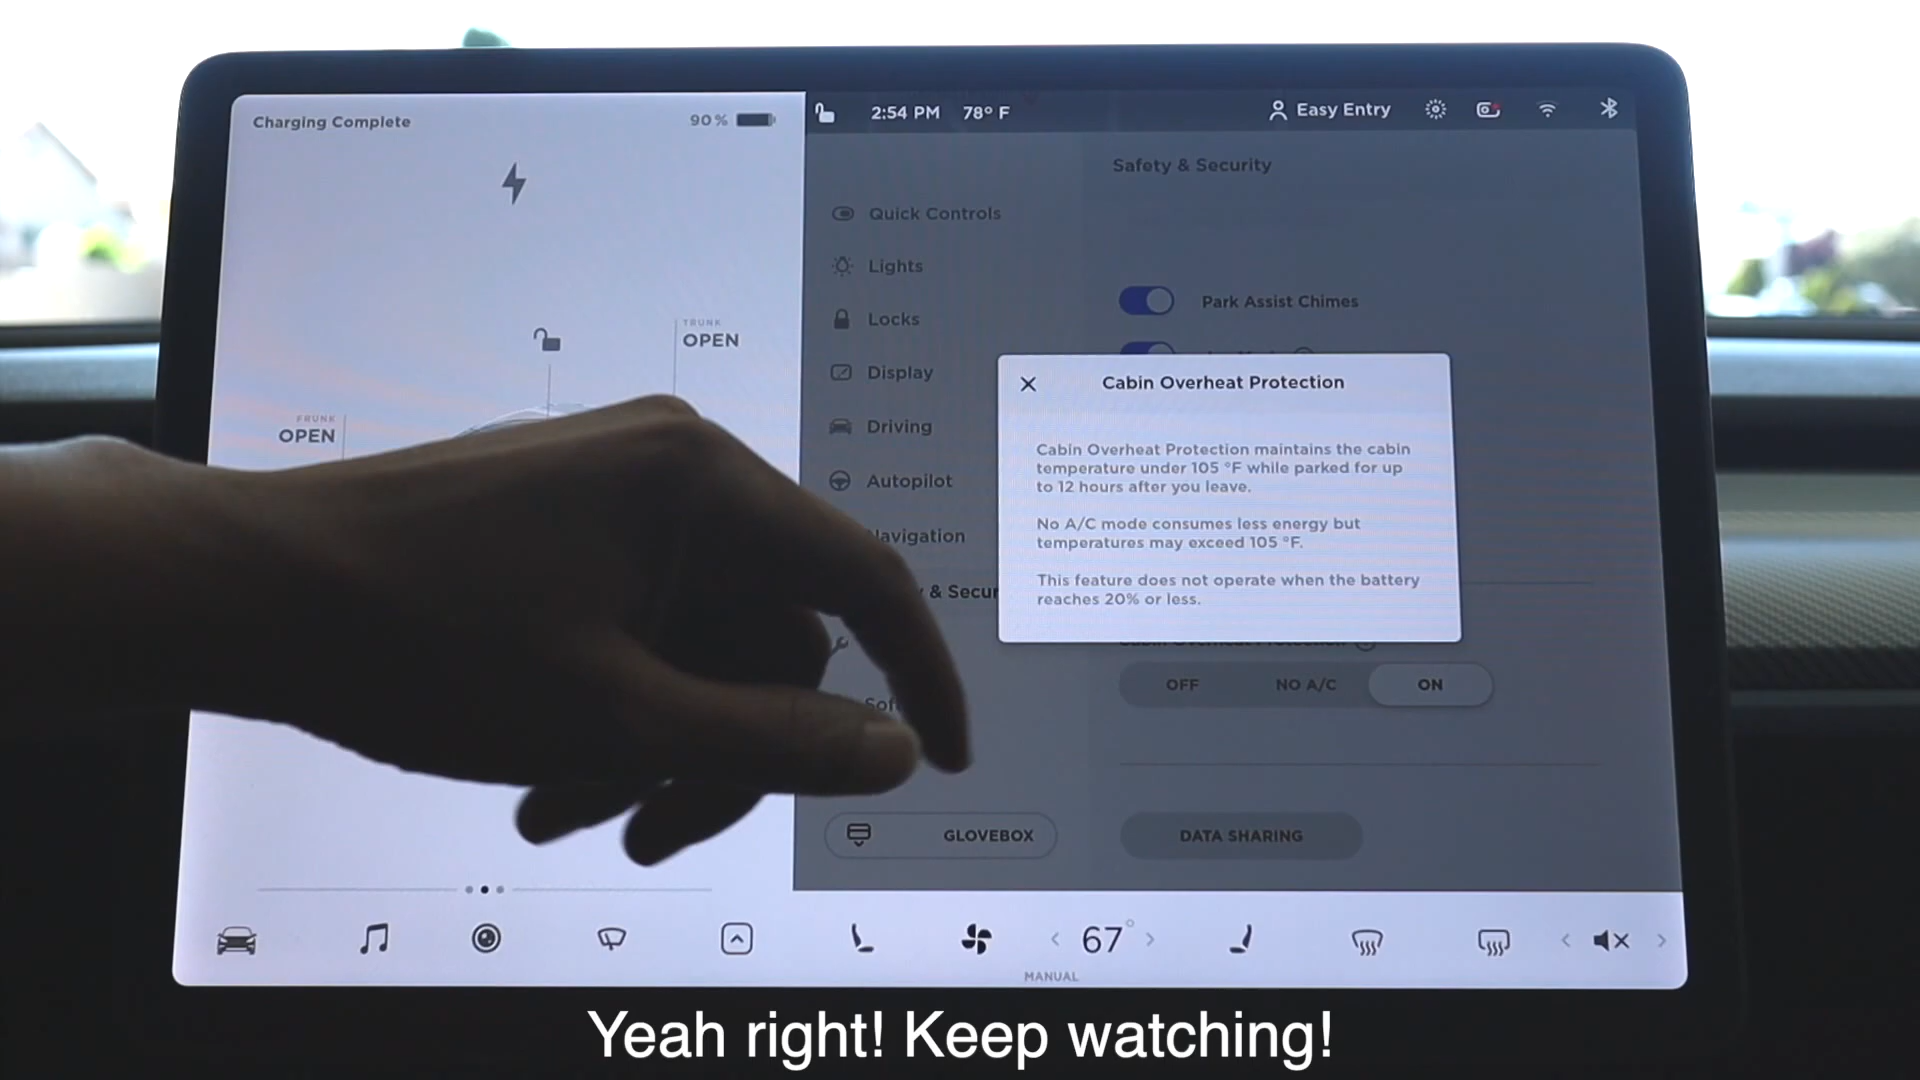 Charging Complete
90%
2:54 PM
78° F
Easy Entry
TRUNK
OPEN
FRUNK
OPEN
Quick Controls
Lights
Locks
Display
Driving
Autopilot
Navigation
& Secur
Sof
GLOVEBOX
Safety & Security
Park Assist Chimes
Cabin Overheat Protection
Cabin Overheat Protection maintains the cabin
temperature under 105 °F while parked for up
to 12 hours after you leave.
No A/C mode consumes less energy but
temperatures may exceed 105 °F.
This feature does not operate when the battery
reaches 20% or less.
OFF
NO A/C
ON
DATA SHARING
67°
MANUAL
Yeah right! Keep watching!